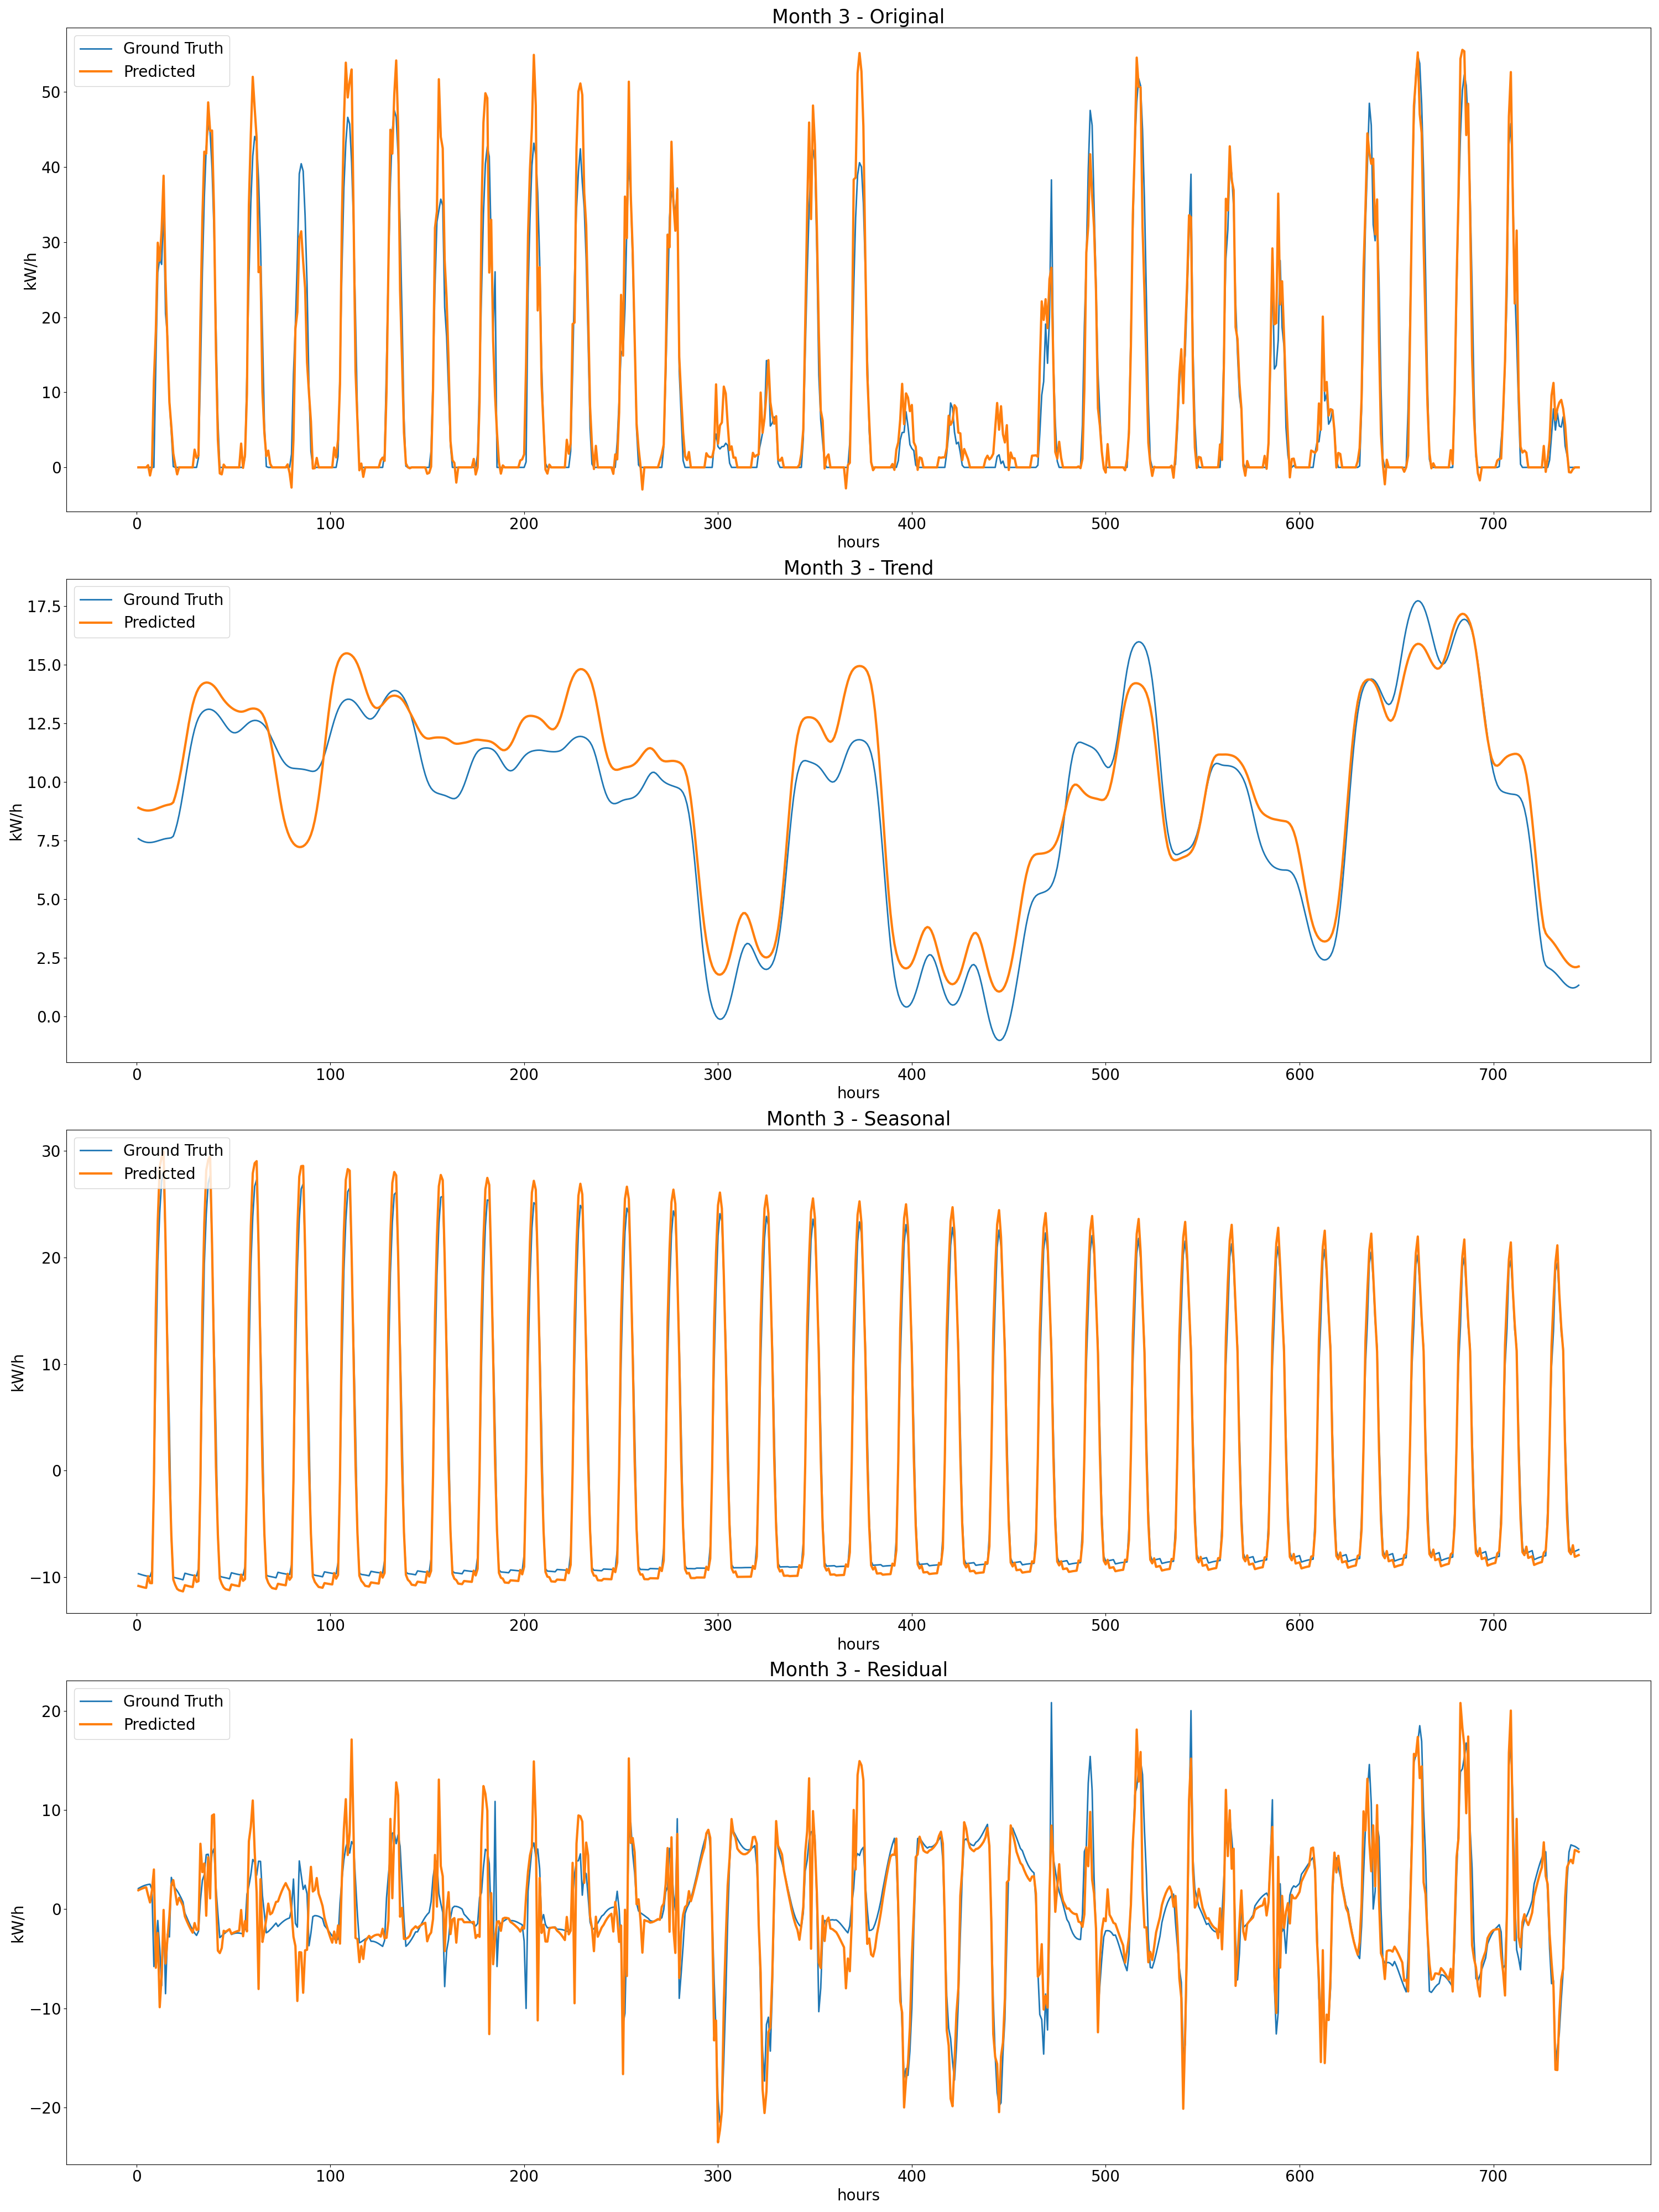 Month 3 - Original
Ground Truth
Predicted
50
40
30
20
10
0
kW/h
0 100 200 300 400 500 600 700
hours
Month 3 - Trend
Ground Truth
Predicted
17.5
15.0
12.5
10.0
7.5
5.0
2.5
0.0
kW/h
0 100 200 300 400 500 600 700
hours
Month 3 - Seasonal
Ground Truth
Predicted
30
20
10
0
−10
kW/h
0 100 200 300 400 500 600 700
hours
Month 3 - Residual
Ground Truth
Predicted
20
10
0
−10
−20
kW/h
0 100 200 300 400 500 600 700
hours